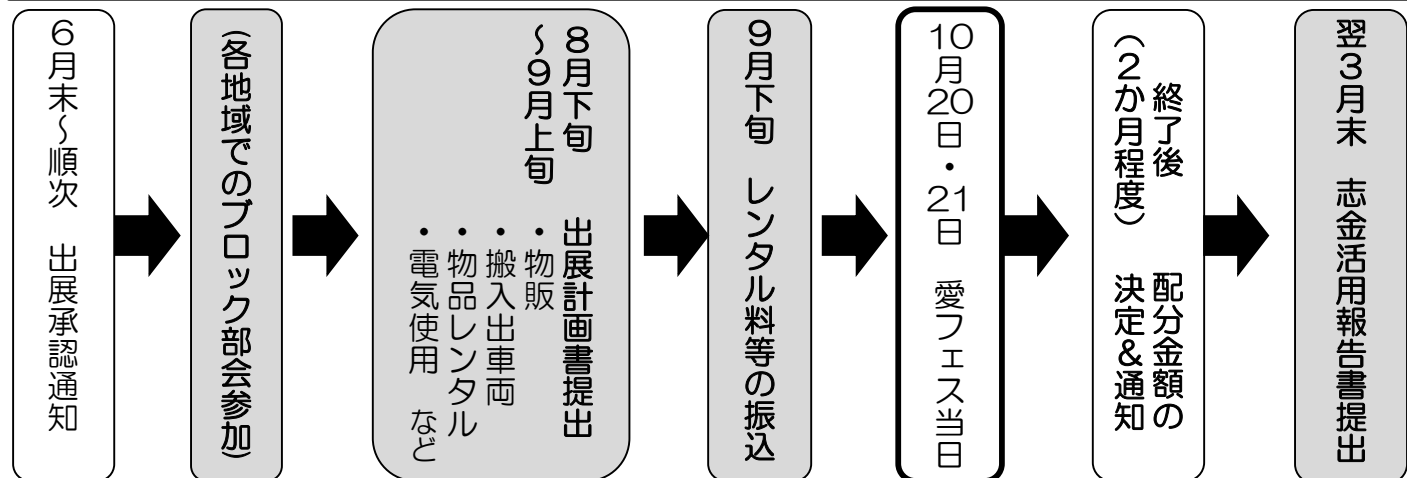 6月末～順次　出展承認通知
(各地域でのブロック部会参加)
8月下旬　出展計画書提出
～9月上旬
・物販
・搬入出車両
・物品レンタル
・電気使用　など
9月下旬　レンタル料等の振込
10月20日・21日　愛フェス当日
終了後　配分金額の
(2か月程度)　決定&通知
翌3月末　志金活用報告書提出